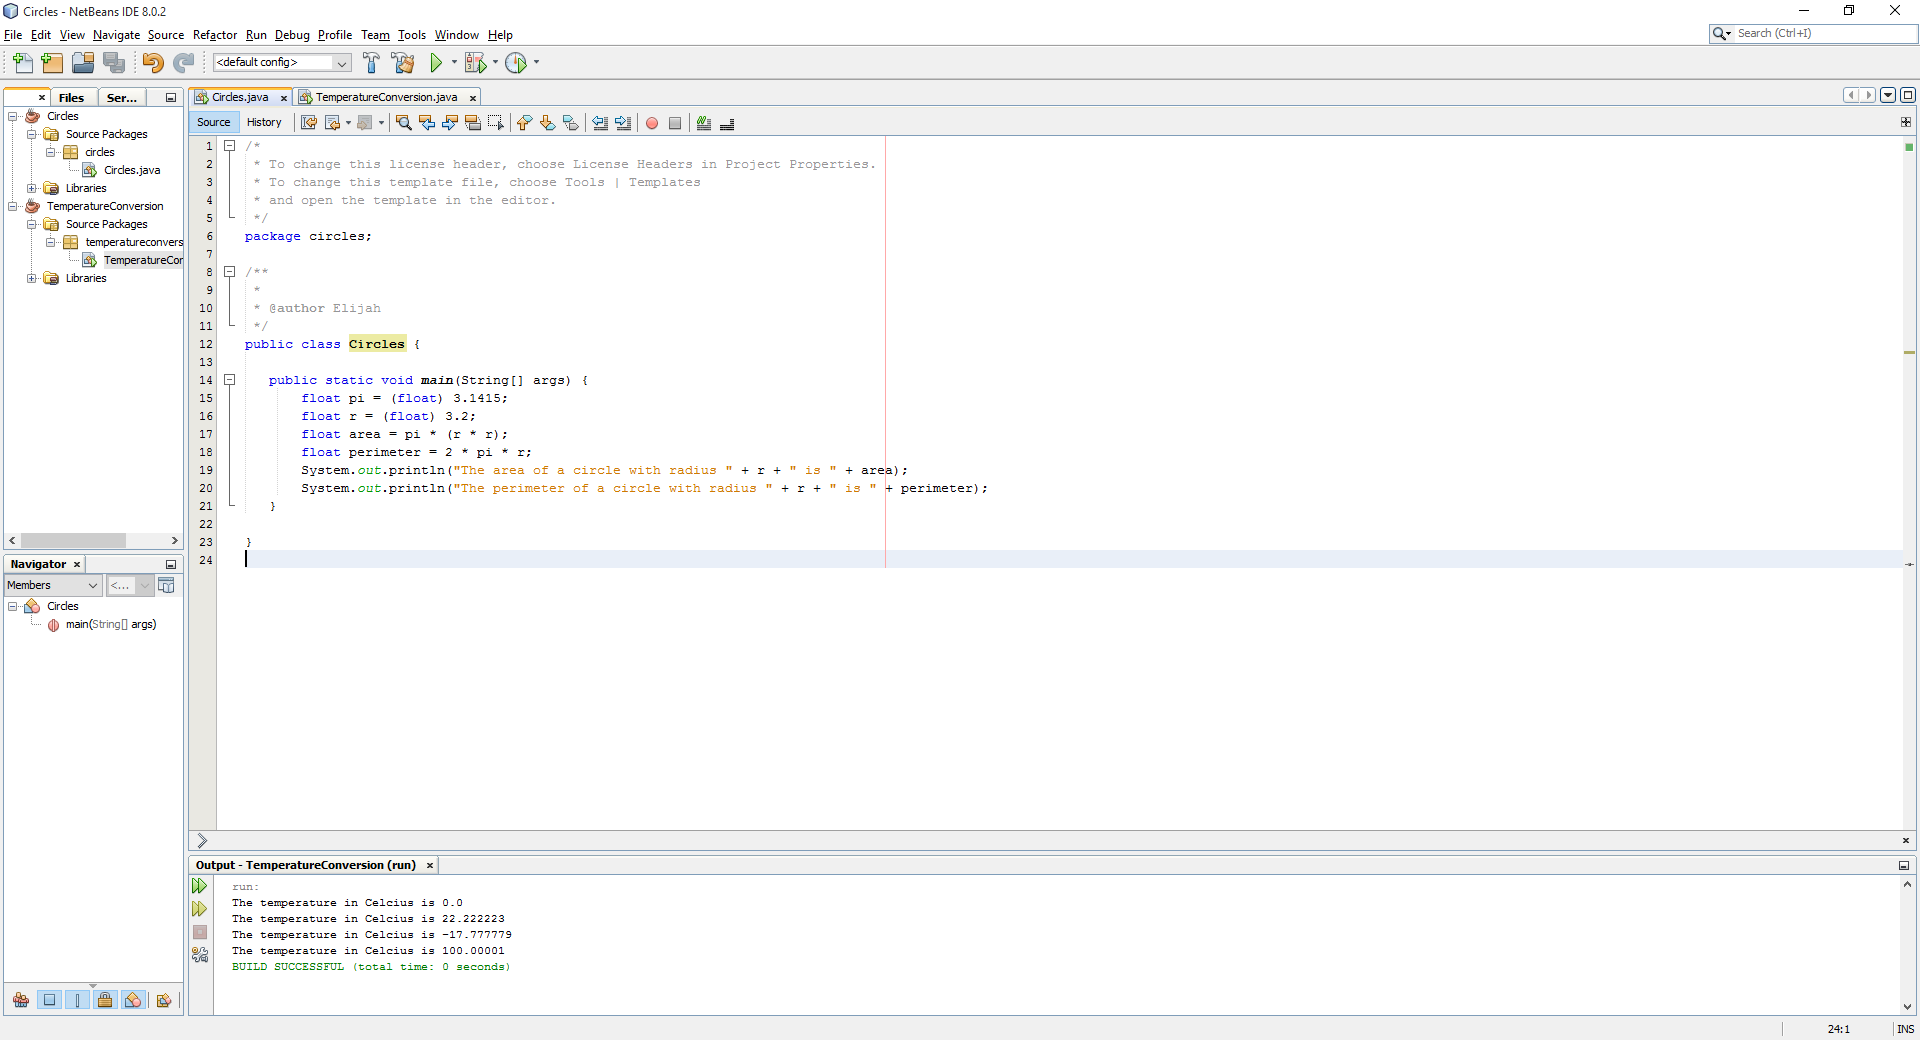 Circles - NetBeans IDE 8.0.2
File Edit View Navigate Source Refactor Run Debug Profile Team Tools Window Help
Search (Ctrl+I)
<default config>
Files Ser...
Circles
Source Packages
circles
Circles.java
Libraries
TemperatureConversion
Source Packages
temperatureconvers
TemperatureCor
Libraries
Navigator
Members <...
Circles
main(String[] args)
Circles.java TemperatureConversion.java
Source History
1 /*
2 * To change this license header, choose License Headers in Project Properties.
3 * To change this template file, choose Tools | Templates
4 * and open the template in the editor.
5 */
6 package circles;
7
8 /**
9 *
10 * @author Elijah
11 */
12 public class Circles {
13
14 public static void main(String[] args) {
15 float pi = (float) 3.1415;
16 float r = (float) 3.2;
17 float area = pi * (r * r);
18 float perimeter = 2 * pi * r;
19 System.out.println("The area of a circle with radius " + r + " is " + area);
20 System.out.println("The perimeter of a circle with radius " + r + " is " + perimeter);
21 }
22
23 }
24
Output - TemperatureConversion (run)
run:
The temperature in Celcius is 0.0
The temperature in Celcius is 22.222223
The temperature in Celcius is -17.777779
The temperature in Celcius is 100.00001
BUILD SUCCESSFUL (total time: 0 seconds)
24:1 INS